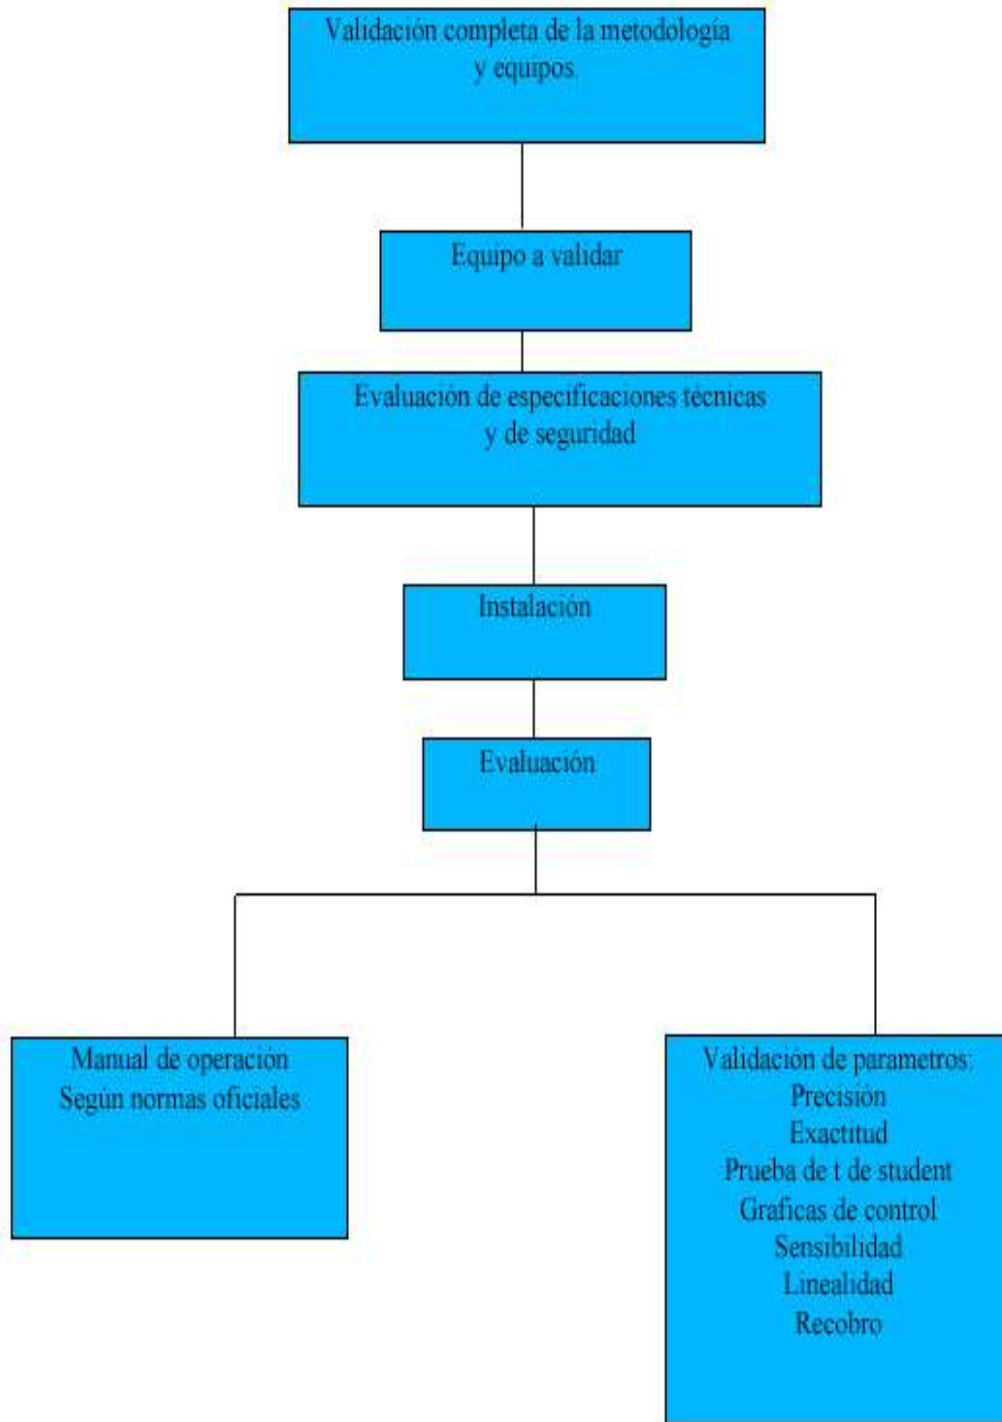 Validación completa de la metodología
y equipos.
Equipo a validar
Evaluación de especificaciones técnicas
y de seguridad
Instalación
Evaluación
Manual de operación
Según normas oficiales
Validación de parametros:
Precisión
Exactitud
Prueba de t de student
Graficas de control
Sensibilidad
Linealidad
Recobro